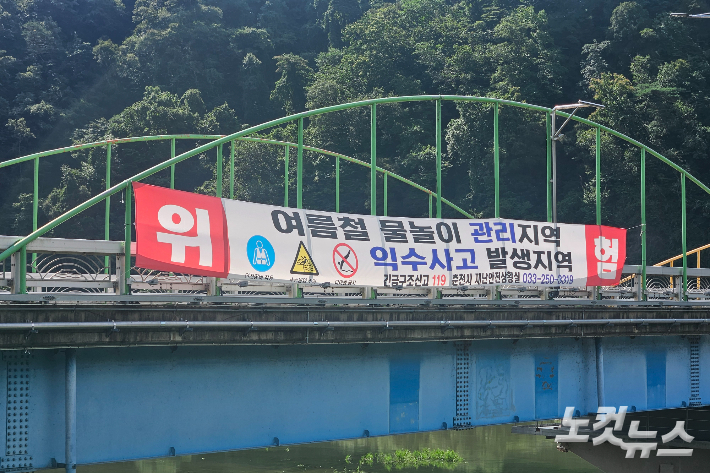 위 여름철 물놀이 관리지역 험
인수사고 발생지역
긴급구조신고 119 춘천시 재난안전상황실 033-250-3319
노컷뉴스